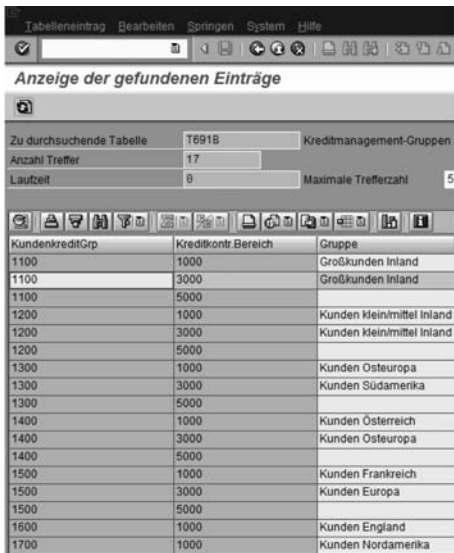 Tabelleneintrag Bearbeiten Springen System Hilfe
Anzeige der gefundenen Einträge
Zu durchsuchende Tabelle T691B Kreditmanagement-Gruppen
Anzahl Treffer 17
Laufzeit 0 Maximale Trefferzahl 5
KundenkreditGrp Kreditkontr.Bereich Gruppe
1100 1000 Großkunden Inland
1100 3000 Großkunden Inland
1100 5000
1200 1000 Kunden klein/mittel Inland
1200 3000 Kunden klein/mittel Inland
1200 5000
1300 1000 Kunden Osteuropa
1300 3000 Kunden Südamerika
1300 5000
1400 1000 Kunden Österreich
1400 3000 Kunden Osteuropa
1400 5000
1500 1000 Kunden Frankreich
1500 3000 Kunden Europa
1500 5000
1600 1000 Kunden England
1700 1000 Kunden Nordamerika